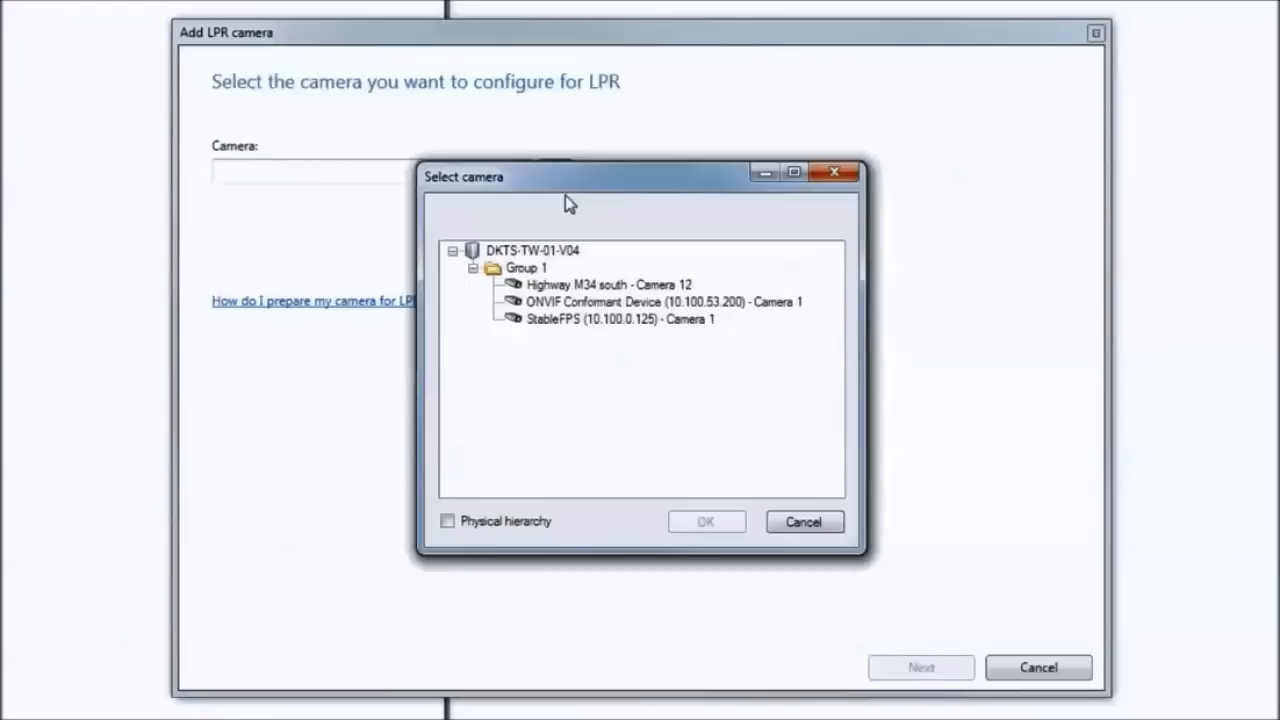 Add LPR camera
Select the camera you want to configure for LPR
Camera:
Select camera
DKTS-TW-01-V04
Group 1
Highway M34 south - Camera 12
ONVIF Conformant Device (10.100.53.200) - Camera 1
StableFPS (10.100.0.125) - Camera 1
How do I prepare my camera for LP
Physical hierarchy
OK
Cancel
Next
Cancel